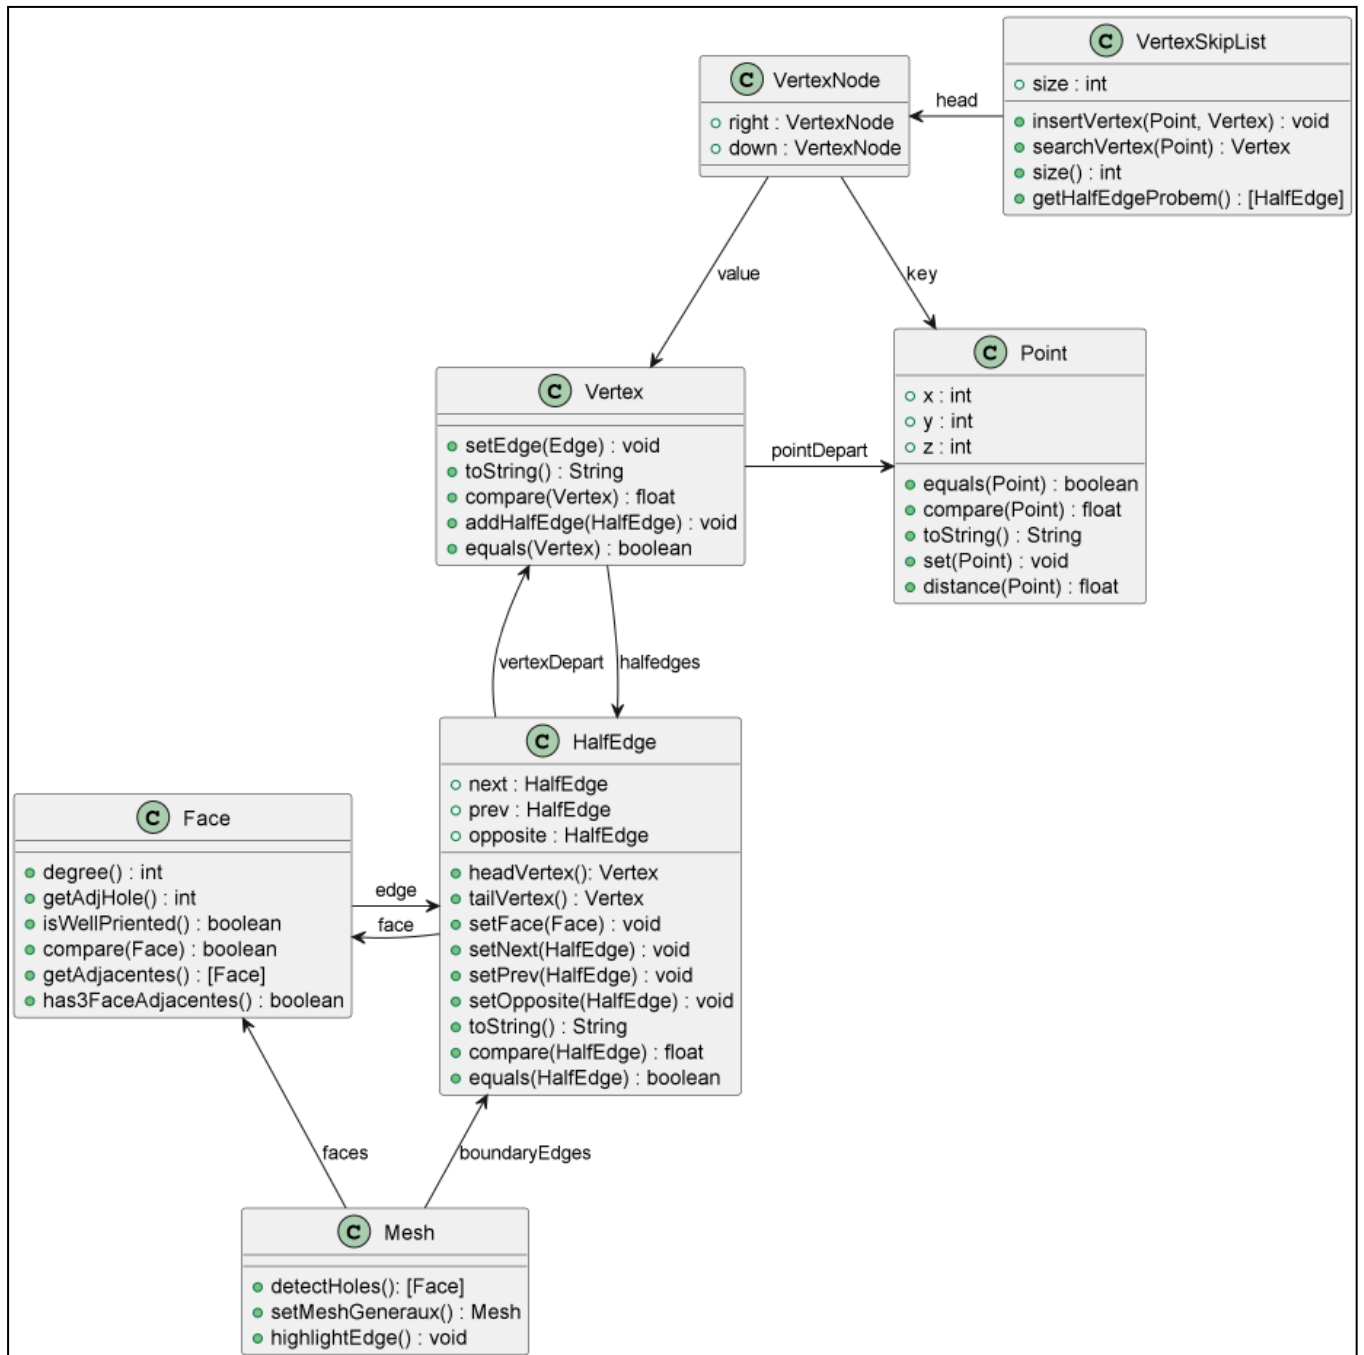 C VertexSkipList
size : int
insertVertex(Point, Vertex) : void
searchVertex(Point) : Vertex
size() : int
getHalfEdgeProbem() : [HalfEdge]
head
C VertexNode
right : VertexNode
down : VertexNode
value
key
C Point
x : int
y : int
z : int
equals(Point) : boolean
compare(Point) : float
toString() : String
set(Point) : void
distance(Point) : float
C Vertex
setEdge(Edge) : void
toString() : String
compare(Vertex) : float
addHalfEdge(HalfEdge) : void
equals(Vertex) : boolean
pointDepart
vertexDepart
halfedges
C HalfEdge
next : HalfEdge
prev : HalfEdge
opposite : HalfEdge
headVertex(): Vertex
tailVertex() : Vertex
setFace(Face) : void
setNext(HalfEdge) : void
setPrev(HalfEdge) : void
setOpposite(HalfEdge) : void
toString() : String
compare(HalfEdge) : float
equals(HalfEdge) : boolean
C Face
degree() : int
getAdjHole() : int
isWellPriented() : boolean
compare(Face) : boolean
getAdjacentes() : [Face]
has3FaceAdjacentes() : boolean
edge
face
faces
boundaryEdges
C Mesh
detectHoles(): [Face]
setMeshGeneraux() : Mesh
highlightEdge() : void